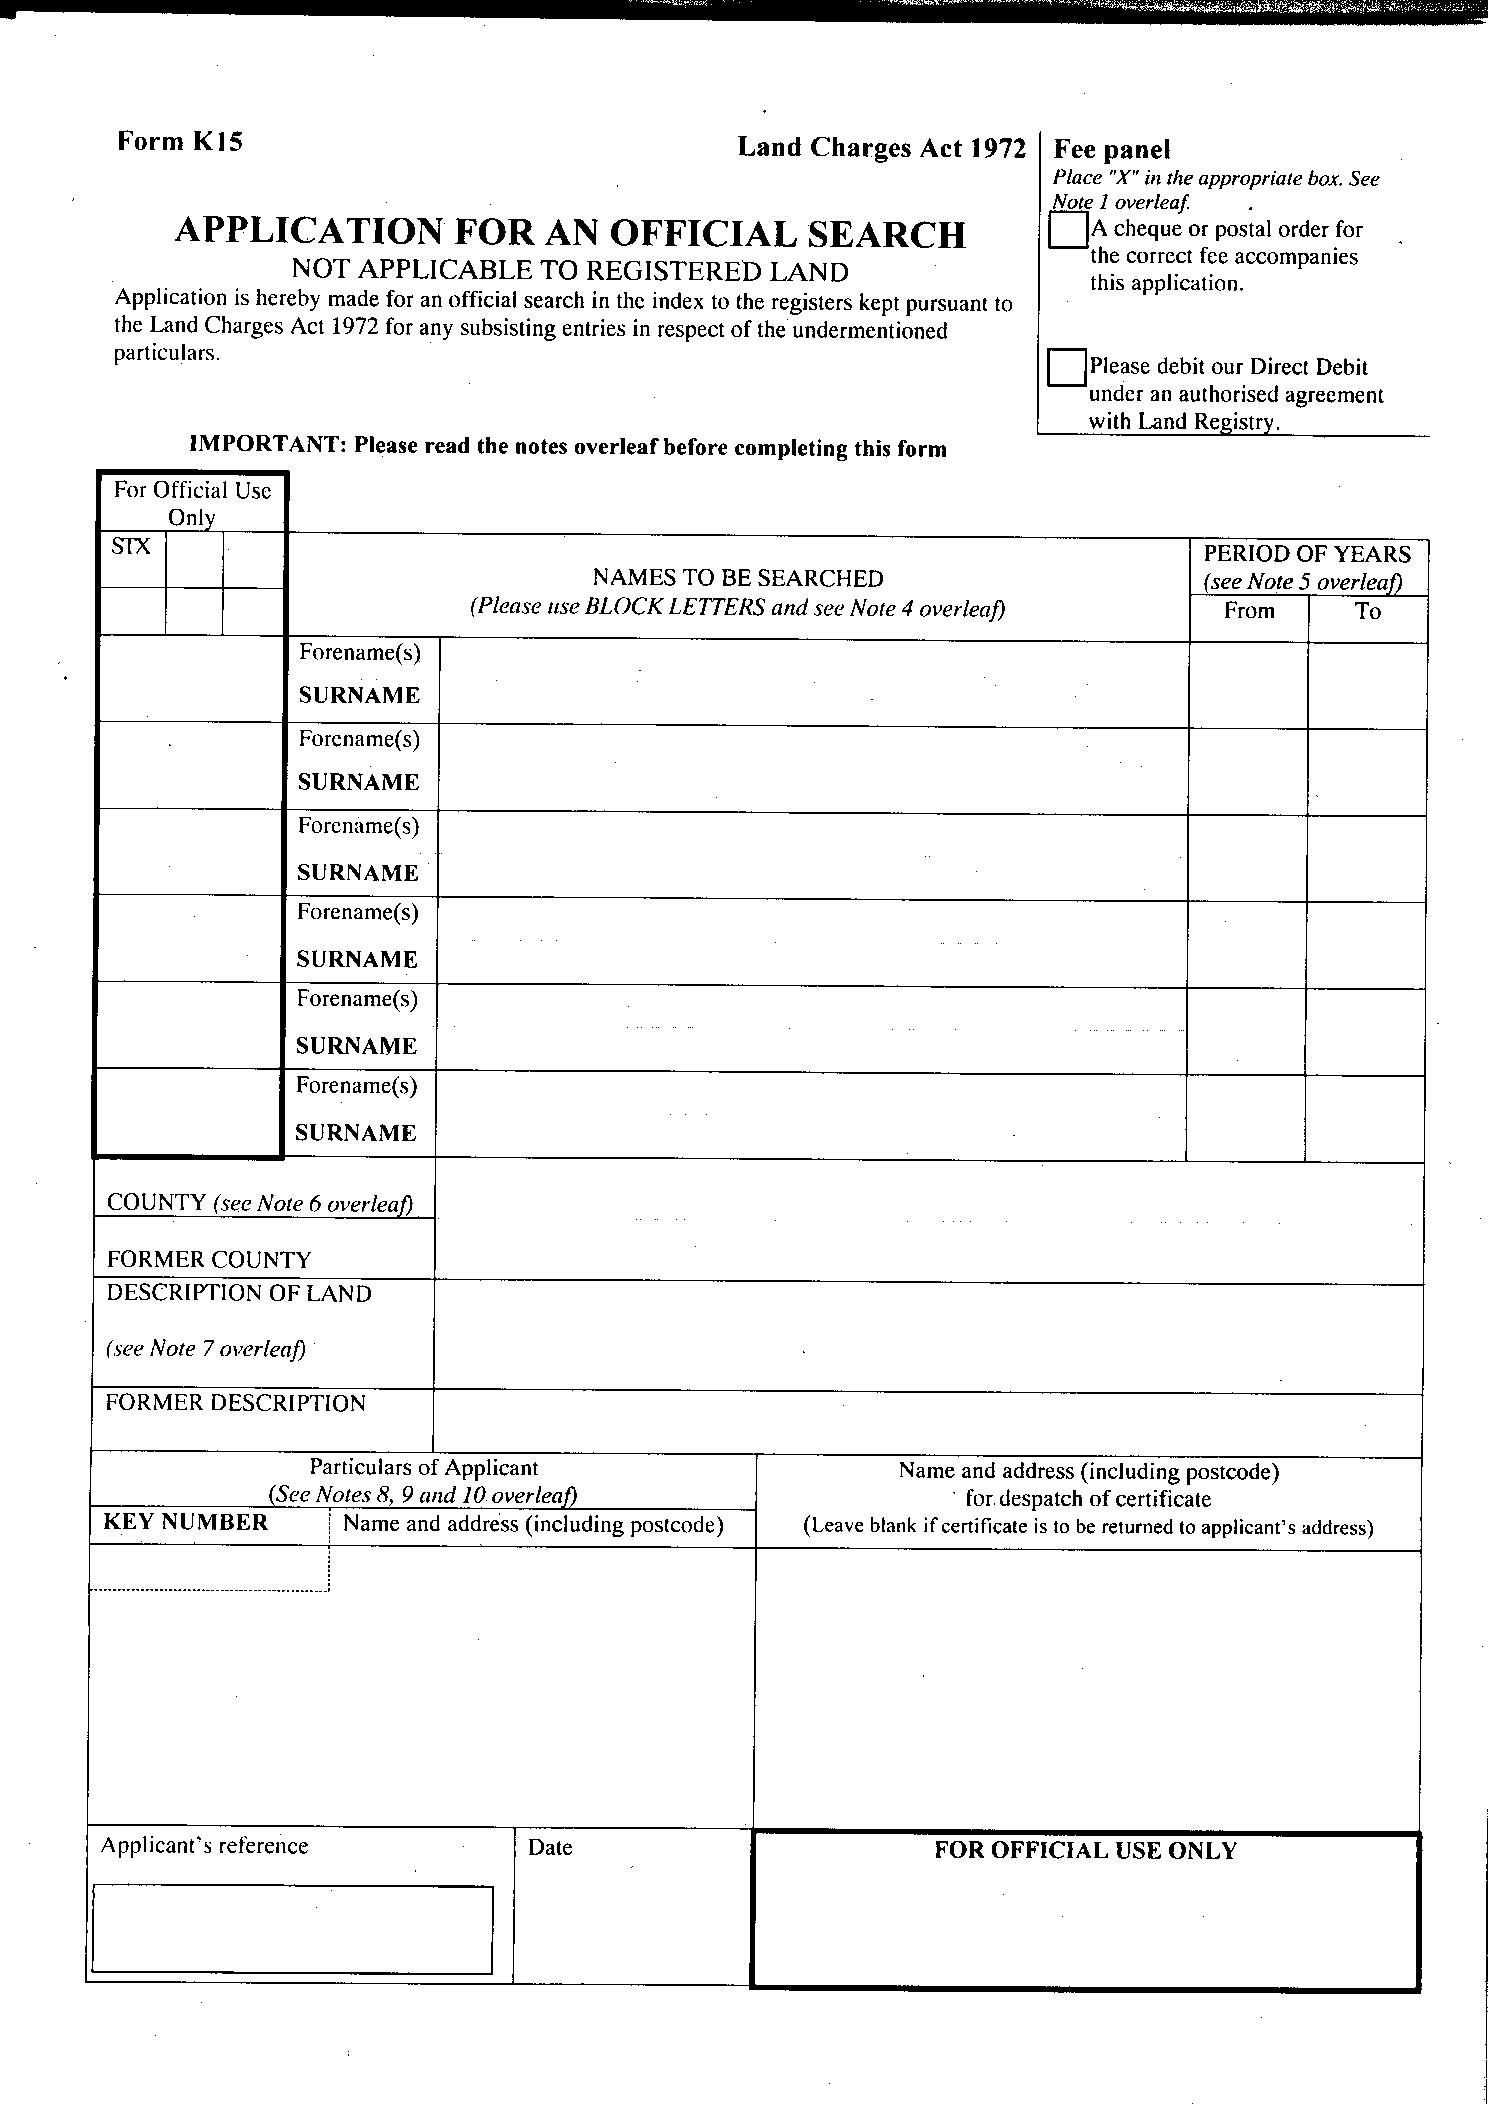 Form K15
Land Charges Act 1972
Fee panel
Place "X" in the appropriate box. See
Note 1 overleaf.
A cheque or postal order for
the correct fee accompanies
this application.
Please debit our Direct Debit
under an authorised agreement
with Land Registry.
APPLICATION FOR AN OFFICIAL SEARCH
NOT APPLICABLE TO REGISTERED LAND
Application is hereby made for an official search in the index to the registers kept pursuant to
the Land Charges Act 1972 for any subsisting entries in respect of the undermentioned
particulars.
IMPORTANT: Please read the notes overleaf before completing this form
For Official Use
Only
STX
NAMES TO BE SEARCHED
(Please use BLOCK LETTERS and see Note 4 overleaf)
PERIOD OF YEARS
(see Note 5 overleaf)
From To
Forename(s)
SURNAME
Forename(s)
SURNAME
Forename(s)
SURNAME
Forename(s)
SURNAME
Forename(s)
SURNAME
Forename(s)
SURNAME
COUNTY (see Note 6 overleaf)
FORMER COUNTY
DESCRIPTION OF LAND
(see Note 7 overleaf)
FORMER DESCRIPTION
Particulars of Applicant
(See Notes 8, 9 and 10 overleaf)
KEY NUMBER
Name and address (including postcode)
Name and address (including postcode)
for despatch of certificate
(Leave blank if certificate is to be returned to applicant's address)
Applicant's reference
Date
FOR OFFICIAL USE ONLY